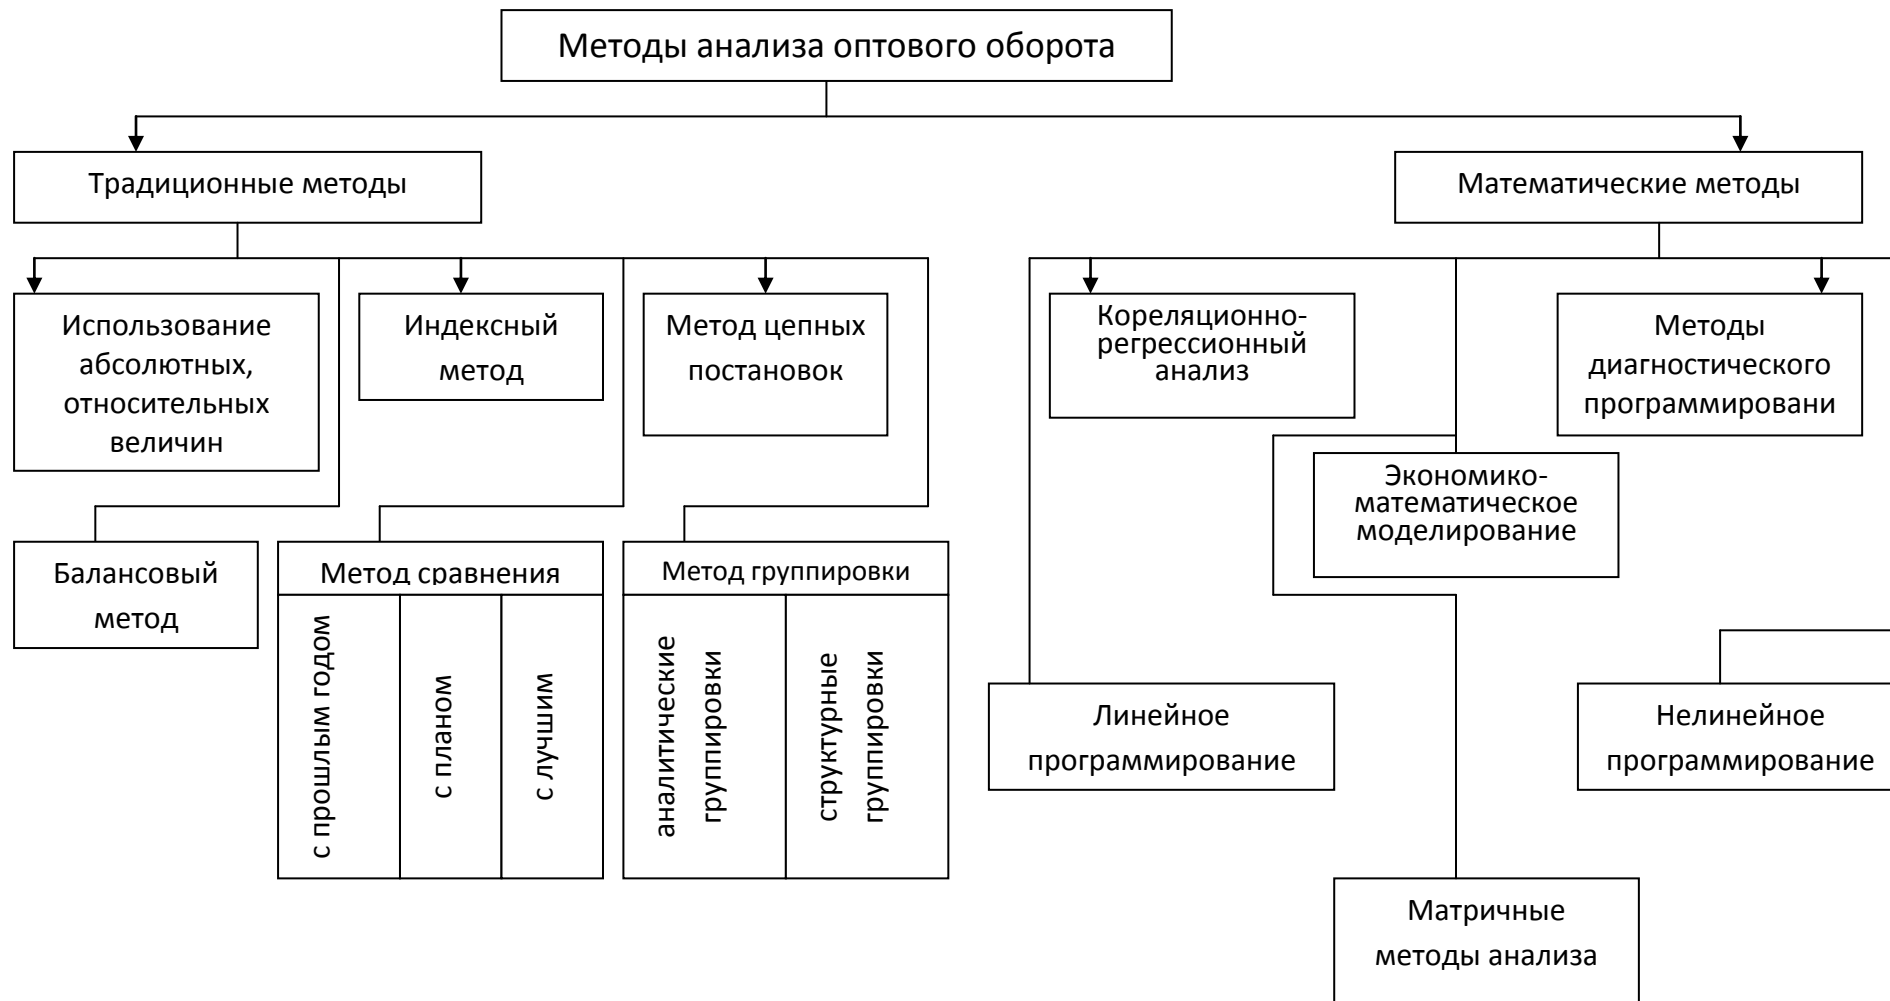 Методы анализа оптового оборота
Традиционные методы
Математические методы
Использование
абсолютных,
относительных
величин
Индексный
метод
Метод цепных
постановок
Кореляционно-
регрессионный
анализ
Методы
диагностического
программировани
Экономико-
математическое
моделирование
Балансовый
метод
Метод сравнения
с прошлым годом
с планом
с лучшим
Метод группировки
аналитические
группировки
структурные
группировки
Линейное
программирование
Нелинейное
программирование
Матричные
методы анализа